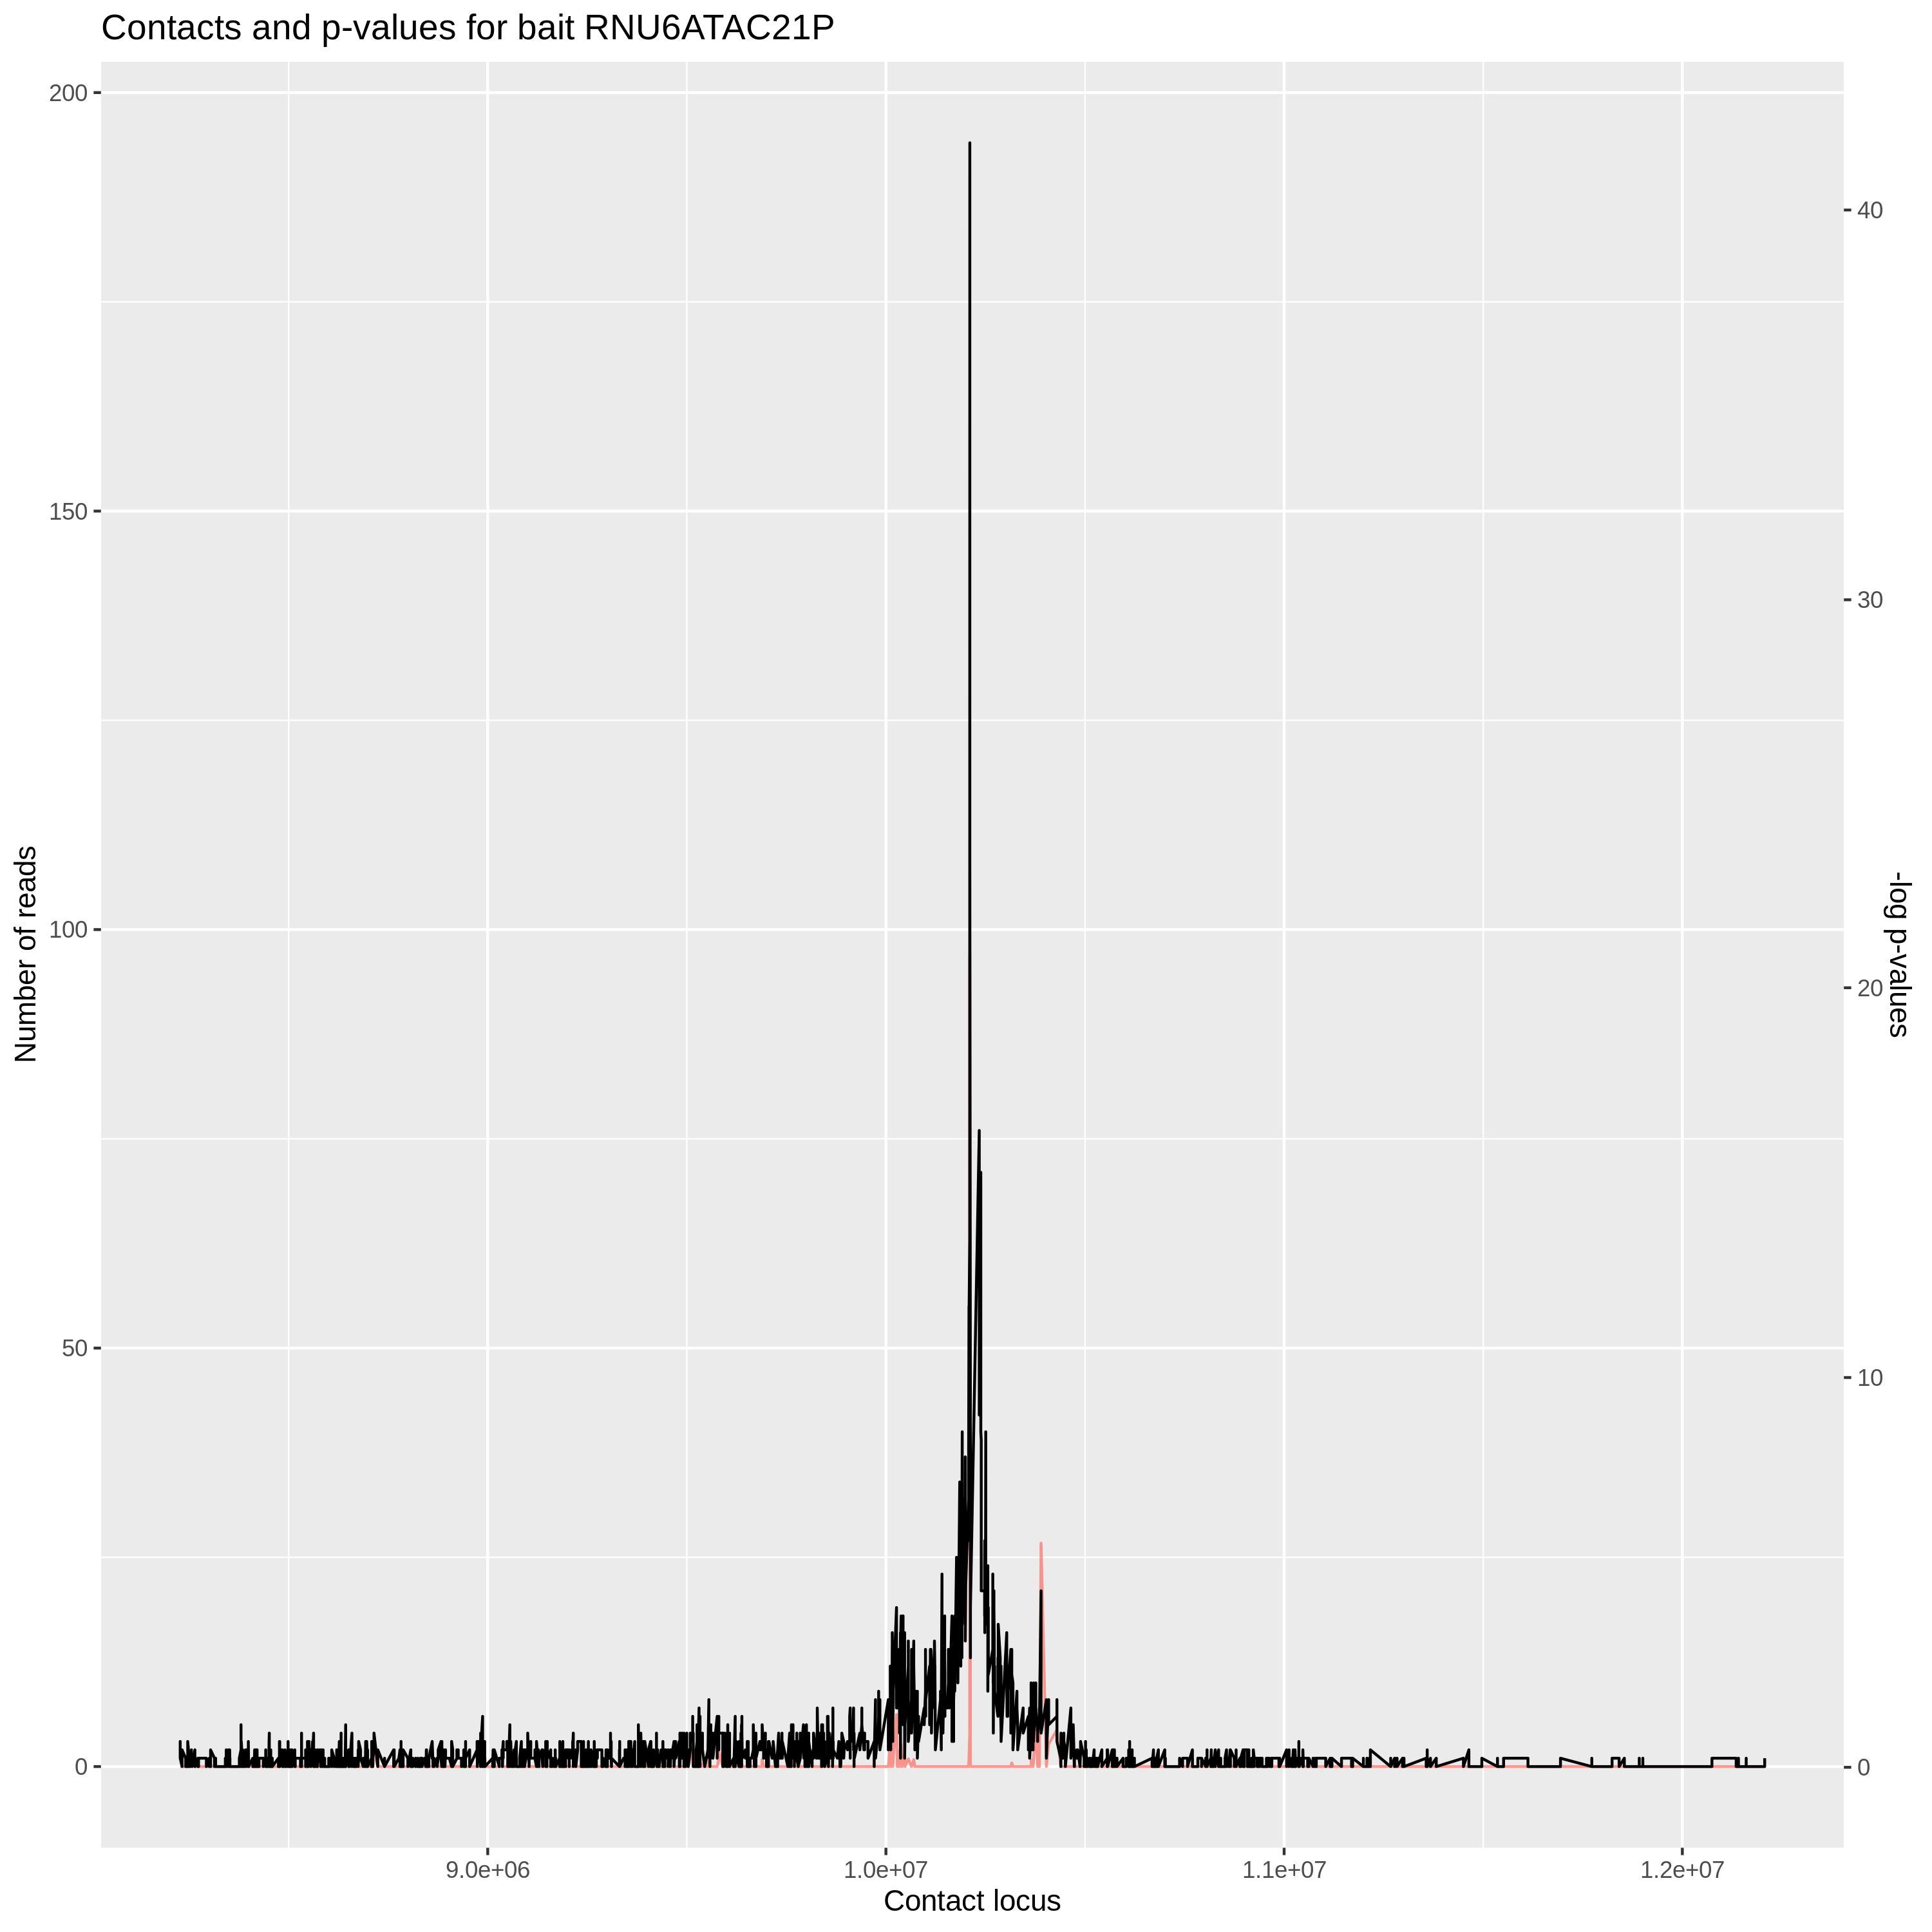 Contacts and p-values for bait RNU6ATAC21P
200
150
100
50
0
40
30
20
10
0
Number of reads
-log p-values
9.0e+06
1.0e+07
1.1e+07
1.2e+07
Contact locus